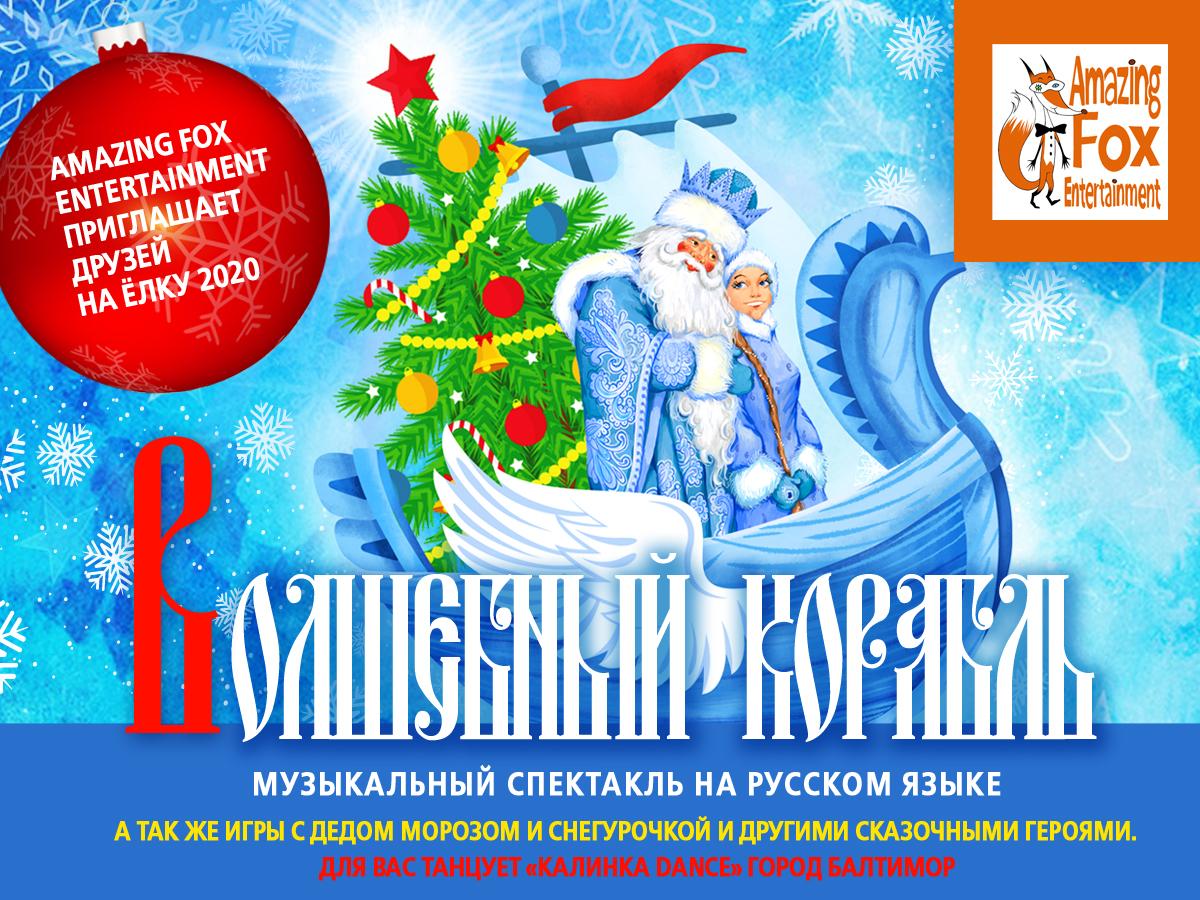 AMAZING FOX
ENTERTAINMENT
ПРИГЛАШАЕТ
ДРУЗЕЙ
НА ЁЛКУ 2020
Amazing
Fox
Entertainment
ВОЛШЕБНЫЙ КОРАБЛЬ
МУЗЫКАЛЬНЫЙ СПЕКТАКЛЬ НА РУССКОМ ЯЗЫКЕ
А ТАК ЖЕ ИГРЫ С ДЕДОМ МОРОЗОМ И СНЕГУРОЧКОЙ И ДРУГИМИ СКАЗОЧНЫМИ ГЕРОЯМИ.
ДЛЯ ВАС ТАНЦУЕТ «КАЛИНКА DANCE» ГОРОД БАЛТИМОР